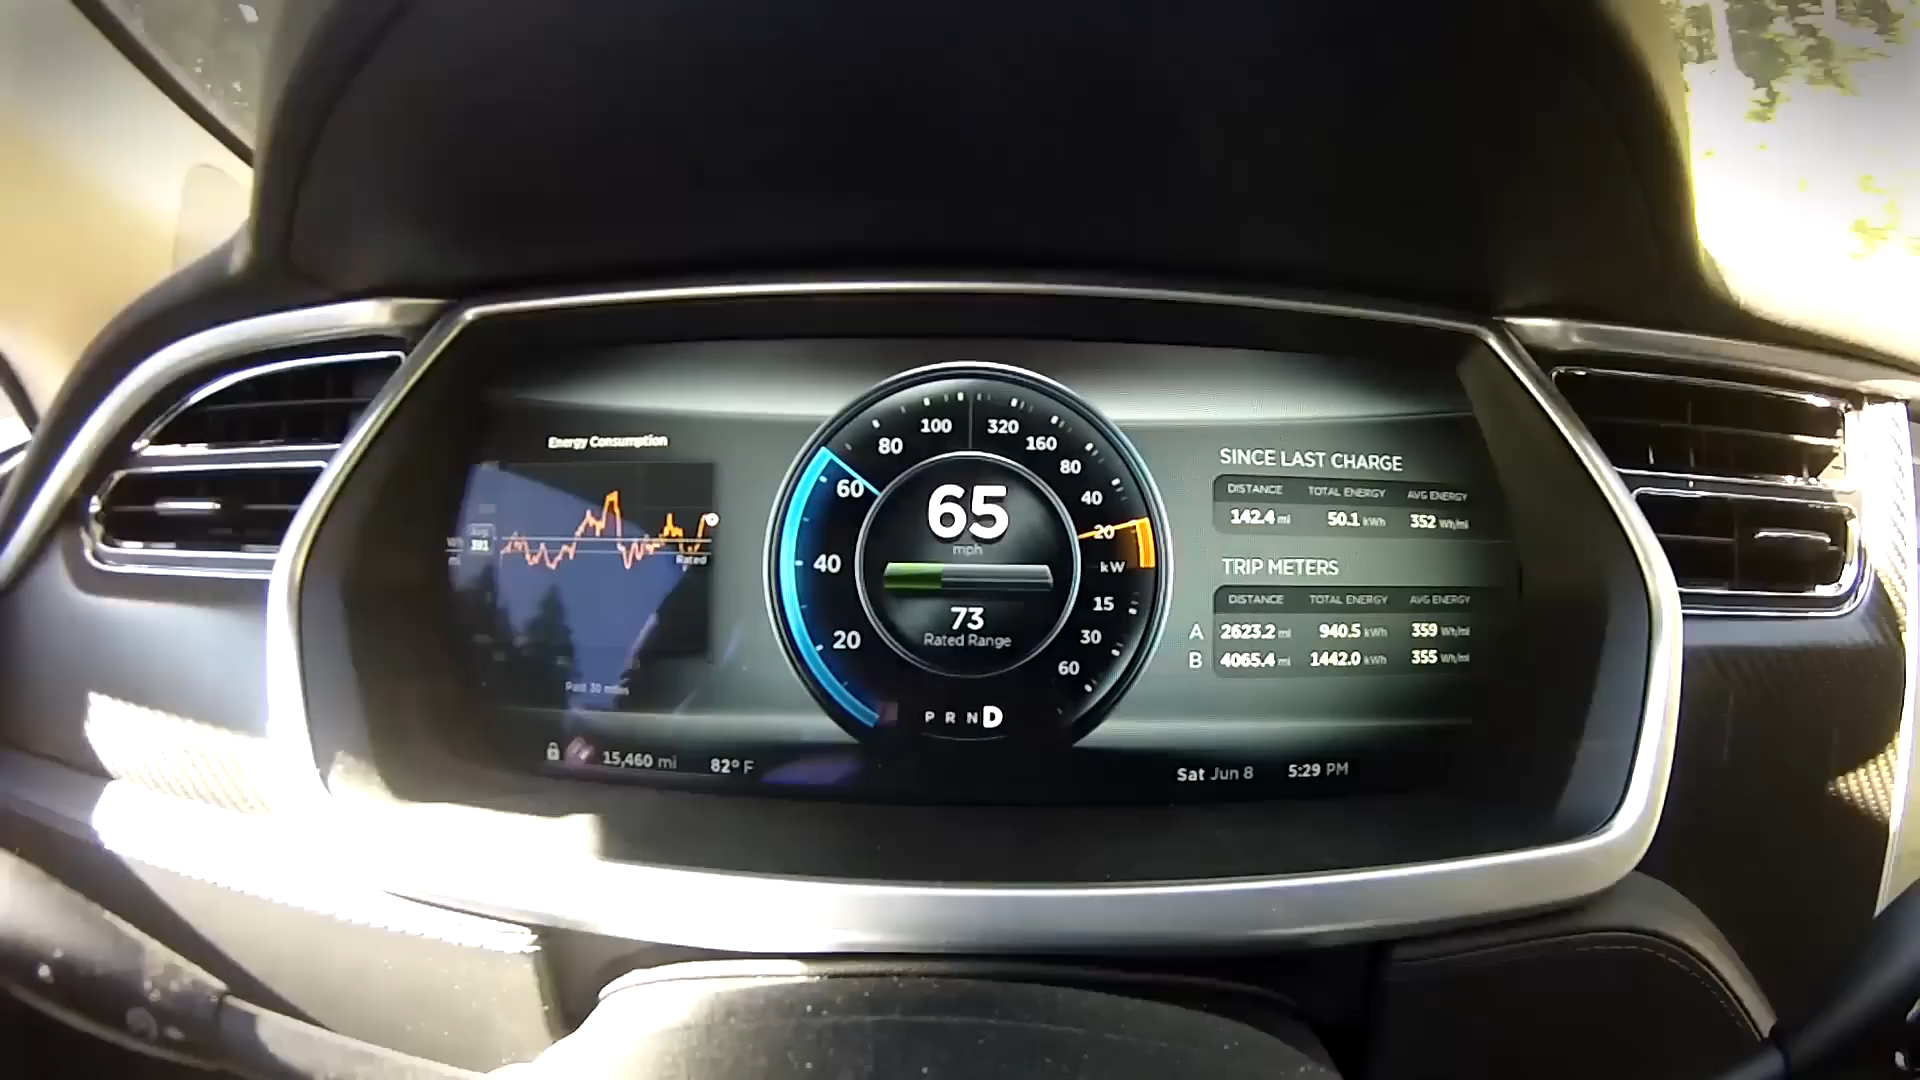 Energy Consumption
Avg
391
Rated
Past 30 miles
15,460 mi
82° F
100
80
60
40
20
320
160
80
40
20
kW
15
30
60
65
mph
73
Rated Range
P R N D
SINCE LAST CHARGE
DISTANCE TOTAL ENERGY AVG ENERGY
142.4 mi 50.1 kWh 352 Wh/mi
TRIP METERS
DISTANCE TOTAL ENERGY AVG ENERGY
A 2623.2 mi 940.5 kWh 359 Wh/mi
B 4065.4 mi 1442.0 kWh 355 Wh/mi
Sat Jun 8 5:29 PM